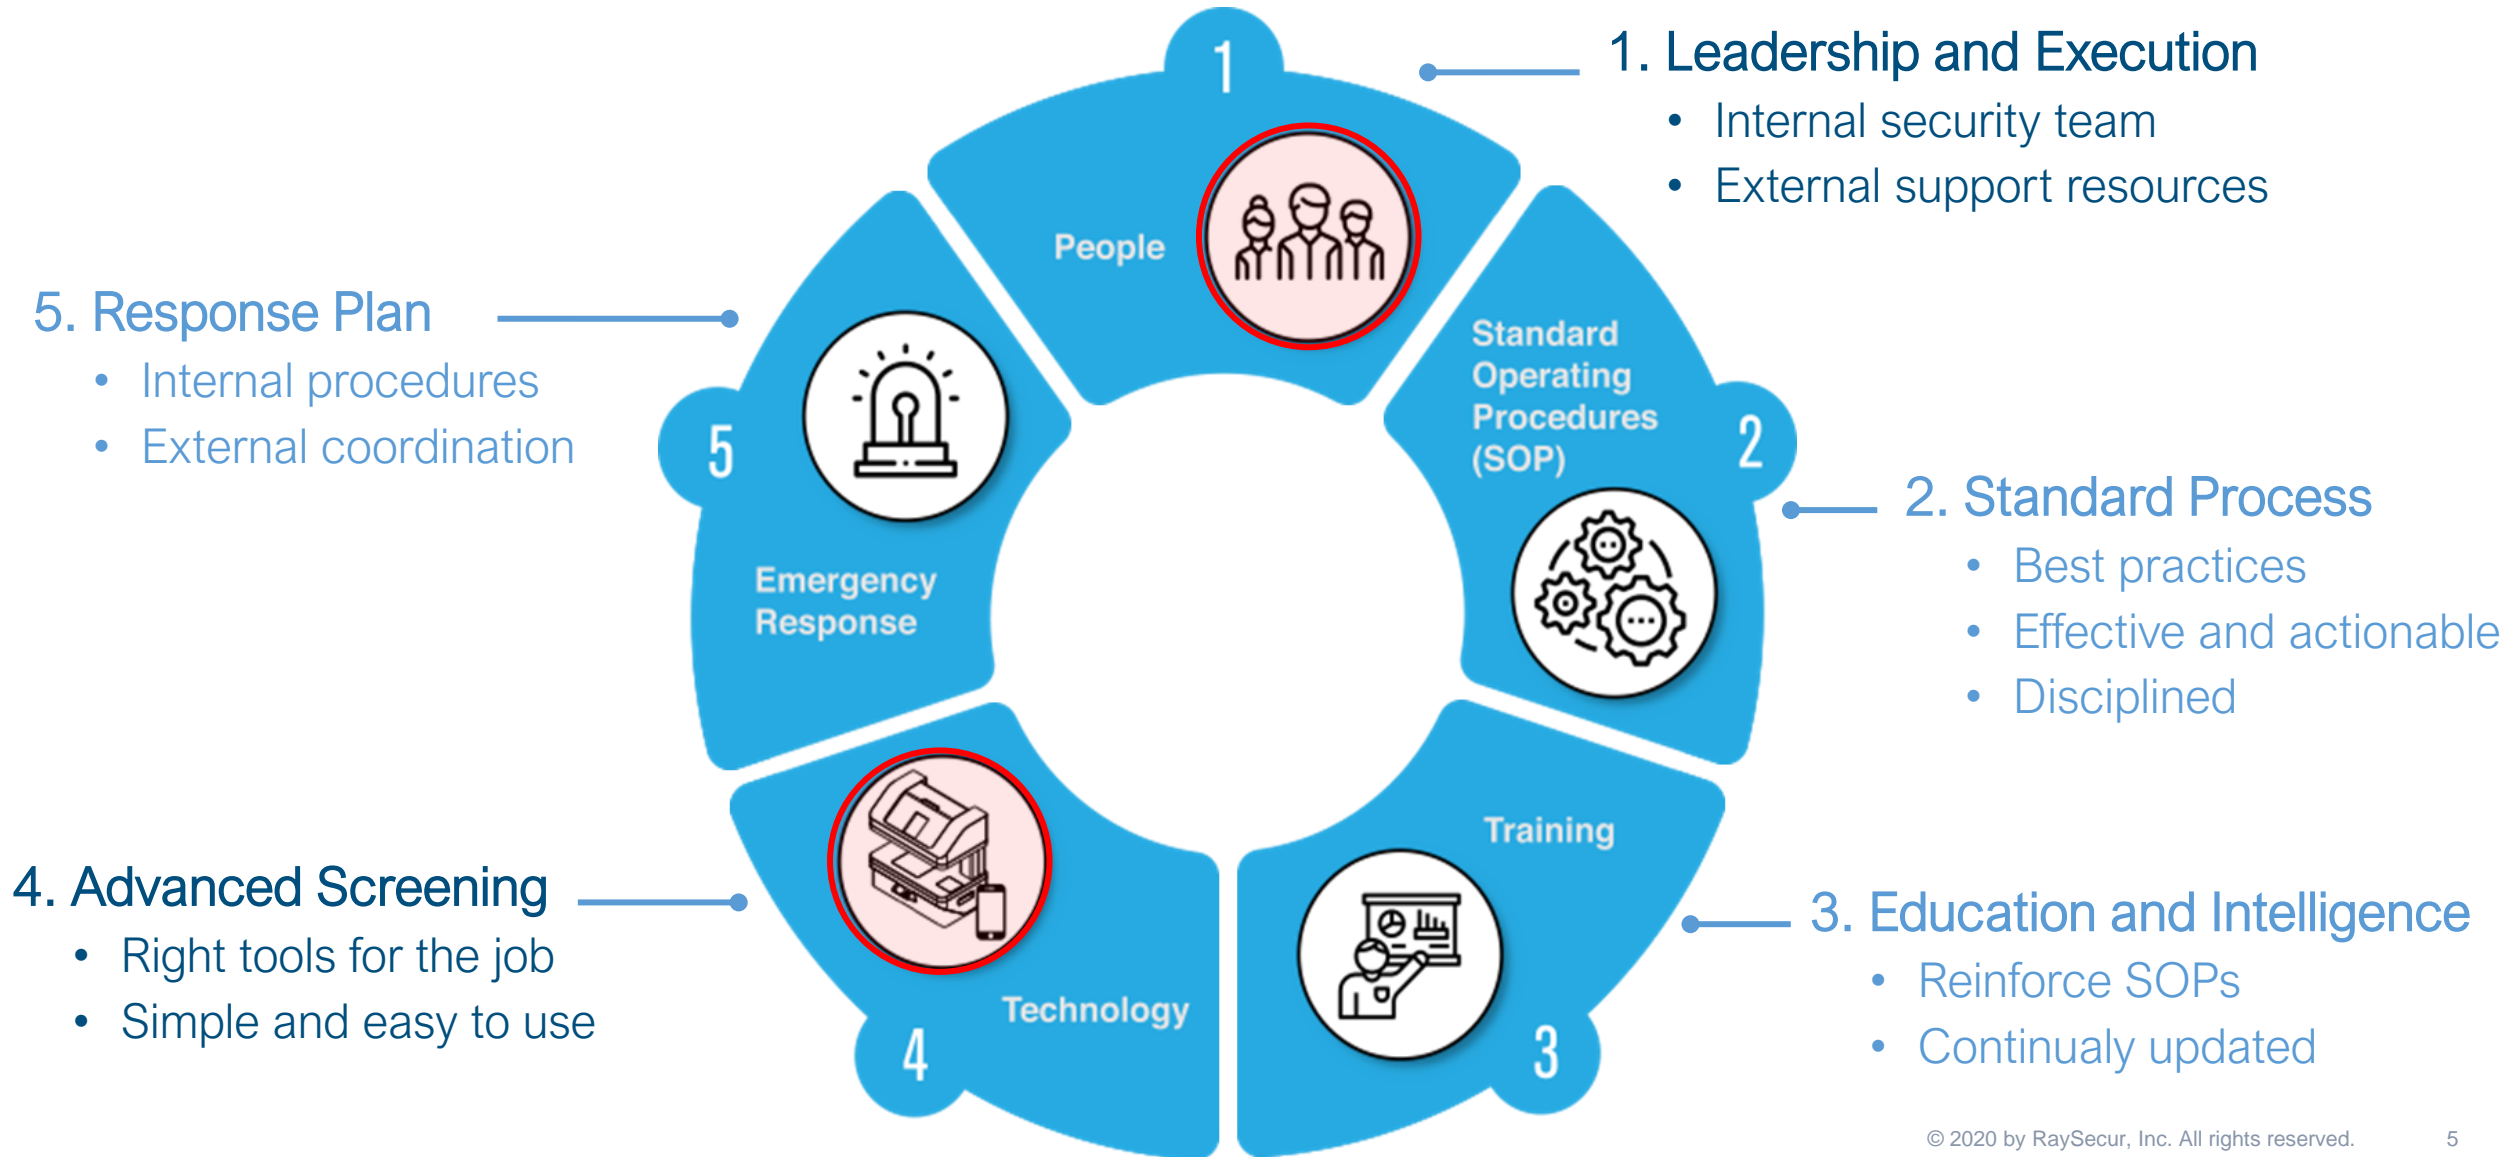 1
People
1. Leadership and Execution
• Internal security team
• External support resources
Standard
Operating
Procedures
(SOP)
2
2. Standard Process
• Best practices
• Effective and actionable
• Disciplined
Training
3
3. Education and Intelligence
• Reinforce SOPs
• Continualy updated
Technology
4
4. Advanced Screening
• Right tools for the job
• Simple and easy to use
5
Emergency
Response
5. Response Plan
• Internal procedures
• External coordination
© 2020 by RaySecur, Inc. All rights reserved.
5